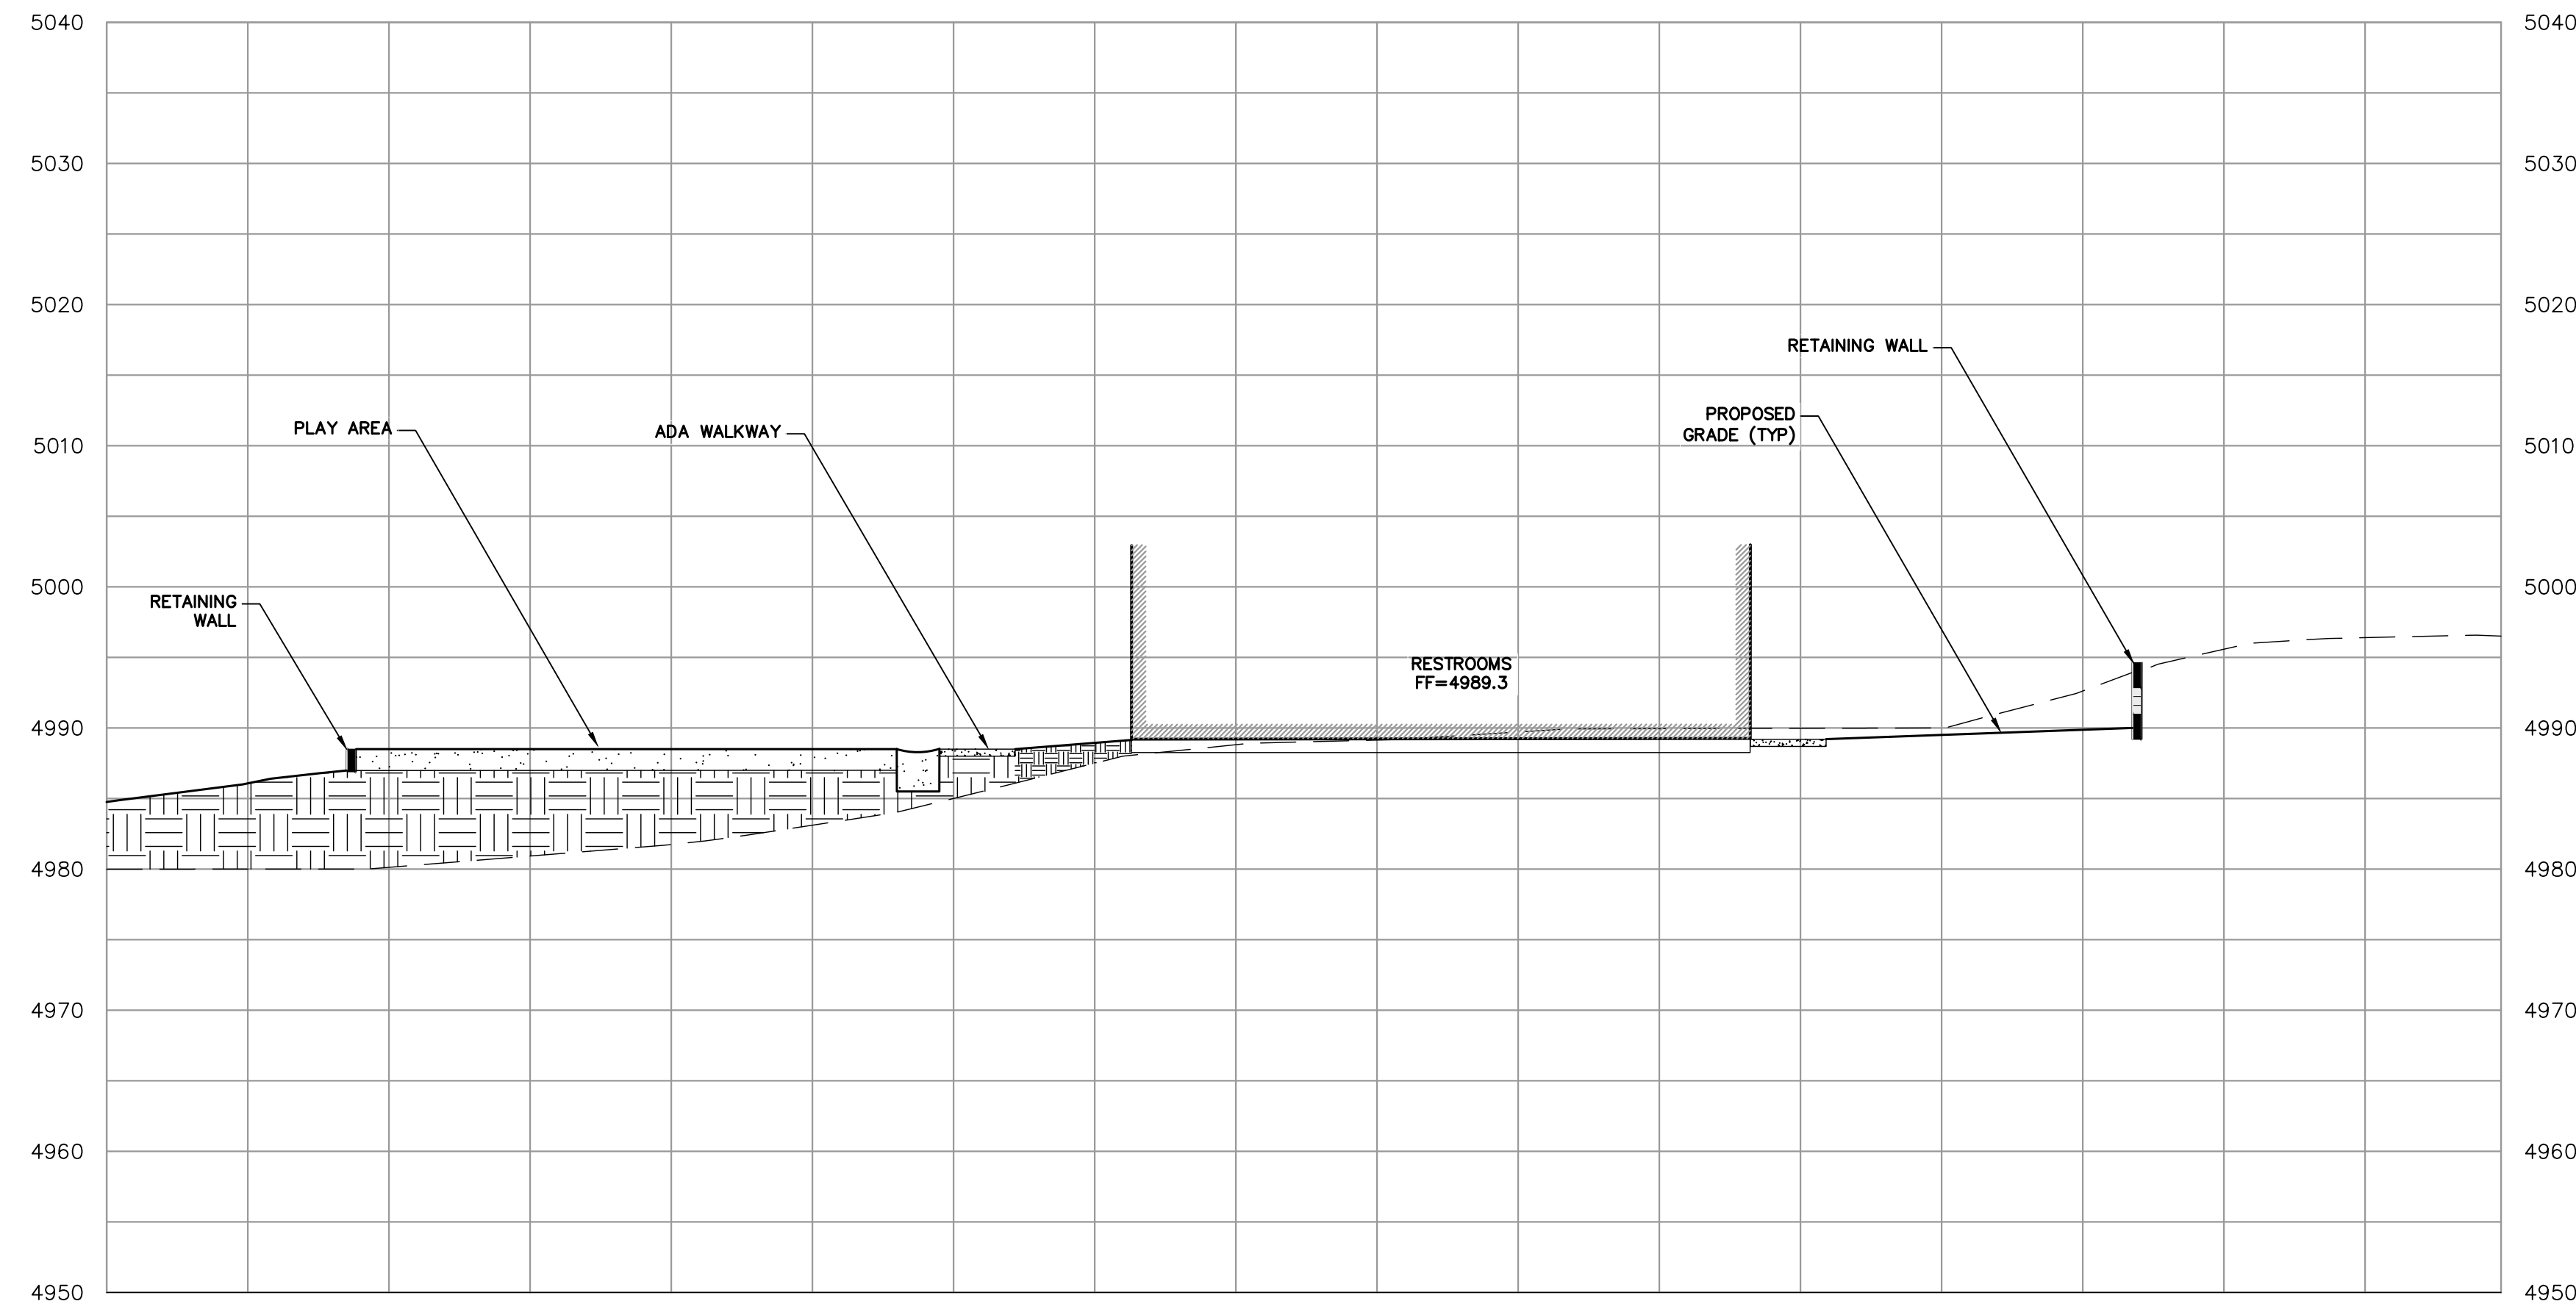 5040 5040
5030 5030
5020 5020
RETAINING WALL
PROPOSED
GRADE (TYP)
PLAY AREA
ADA WALKWAY
5010 5010
5000 5000
RETAINING
WALL
RESTROOMS
FF=4989.3
4990 4990
4980 4980
4970 4970
4960 4960
4950 4950